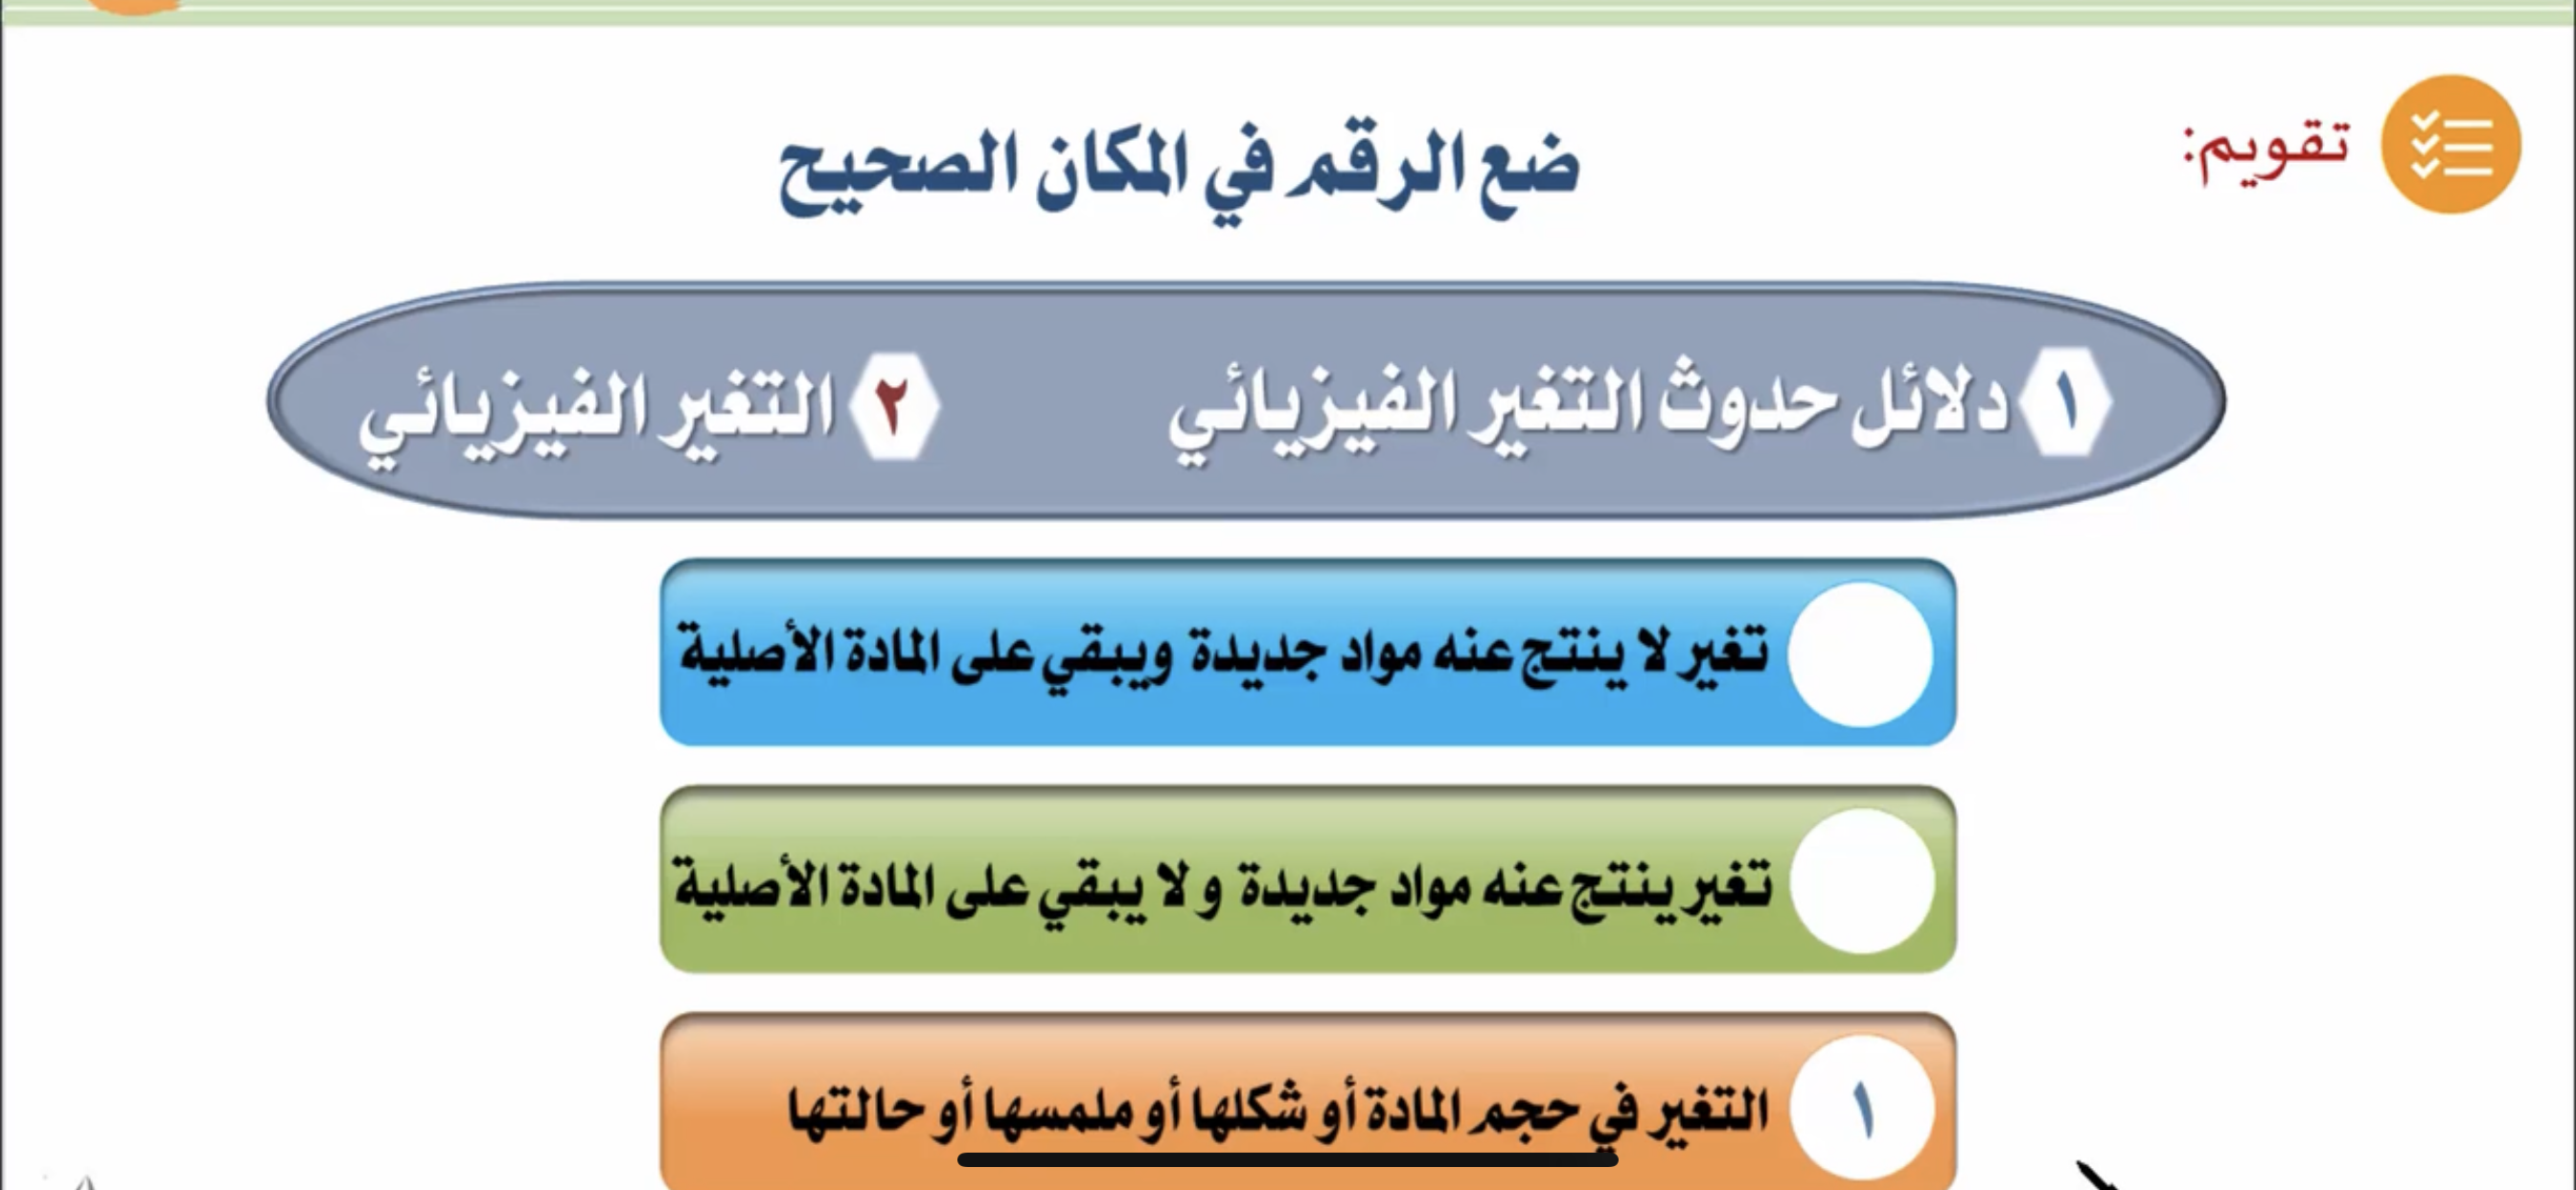 تقويم:
ضع الرقم في المكان الصحيح
١ دلائل حدوث التغير الفيزيائي ٢ التغير الفيزيائي
تغير لا ينتج عنه مواد جديدة ويبقي على المادة الأصلية
تغير ينتج عنه مواد جديدة و لا يبقي على المادة الأصلية
١ التغير في حجم المادة أو شكلها أو ملمسها أو حالتها